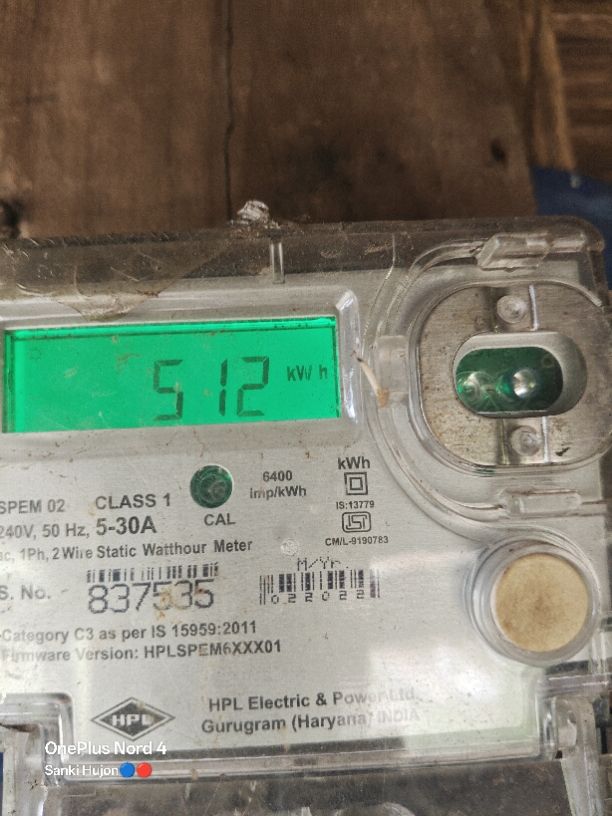 512 kWh
6400
imp/kWh
kWh
IS:13779
CM/L-9190783
SPEM 02 CLASS 1
240V, 50 Hz, 5-30A
CAL
ac, 1Ph, 2 Wire Static Watthour Meter
S. No. 837535
M/Yr.
022022
-Category C3 as per IS 15959:2011
Firmware Version: HPLSPEM6XXX01
HPL
HPL Electric & Power Ltd.
Gurugram (Haryana) INDIA
OnePlus Nord 4
Sanki Hujon